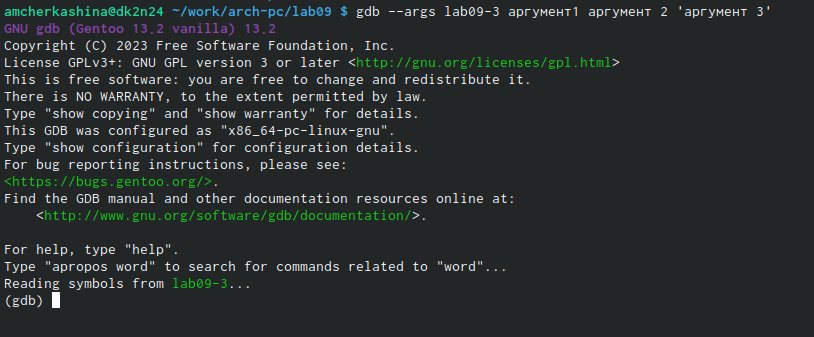 amcherkashina@dk2n24 ~/work/arch-pc/lab09 $ gdb --args lab09-3 аргумент1 аргумент 2 'аргумент 3'
GNU gdb (Gentoo 13.2 vanilla) 13.2
Copyright (C) 2023 Free Software Foundation, Inc.
License GPLv3+: GNU GPL version 3 or later <http://gnu.org/licenses/gpl.html>
This is free software: you are free to change and redistribute it.
There is NO WARRANTY, to the extent permitted by law.
Type "show copying" and "show warranty" for details.
This GDB was configured as "x86_64-pc-linux-gnu".
Type "show configuration" for configuration details.
For bug reporting instructions, please see:
<https://bugs.gentoo.org/>.
Find the GDB manual and other documentation resources online at:
    <http://www.gnu.org/software/gdb/documentation/>.

For help, type "help".
Type "apropos word" to search for commands related to "word"...
Reading symbols from lab09-3...
(gdb)